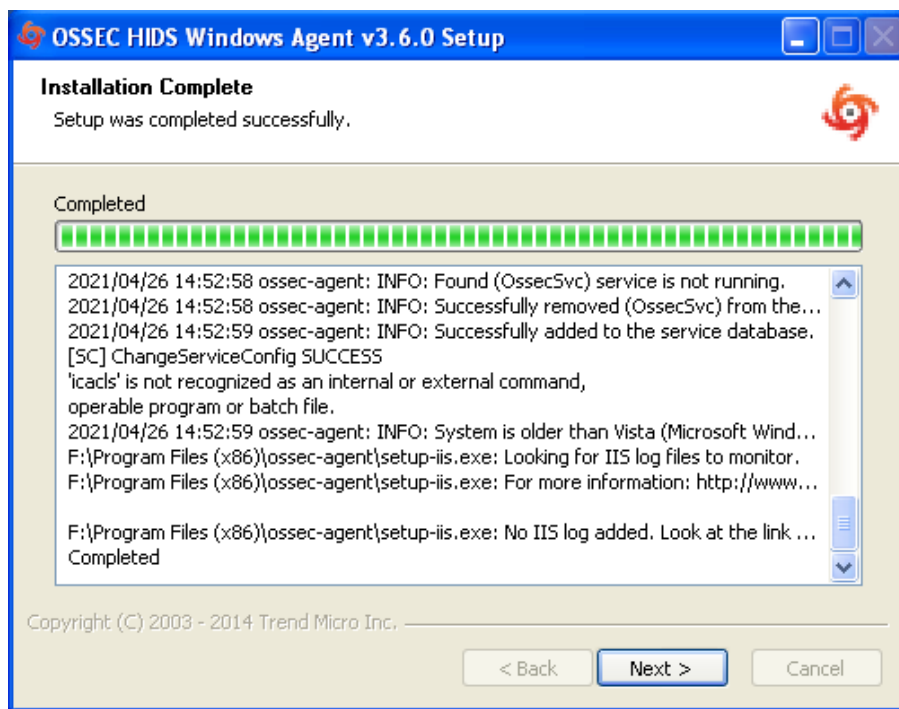 OSSEC HIDS Windows Agent v3.6.0 Setup
Installation Complete
Setup was completed successfully.
Completed
2021/04/26 14:52:58 ossec-agent: INFO: Found (OssecSvc) service is not running.
2021/04/26 14:52:58 ossec-agent: INFO: Successfully removed (OssecSvc) from the...
2021/04/26 14:52:59 ossec-agent: INFO: Successfully added to the service database.
[SC] ChangeServiceConfig SUCCESS
'icacls' is not recognized as an internal or external command,
operable program or batch file.
2021/04/26 14:52:59 ossec-agent: INFO: System is older than Vista (Microsoft Wind...
F:\Program Files (x86)\ossec-agent\setup-iis.exe: Looking for IIS log files to monitor.
F:\Program Files (x86)\ossec-agent\setup-iis.exe: For more information: http://www...
F:\Program Files (x86)\ossec-agent\setup-iis.exe: No IIS log added. Look at the link ...
Completed
Copyright (C) 2003 - 2014 Trend Micro Inc.
< Back Next > Cancel